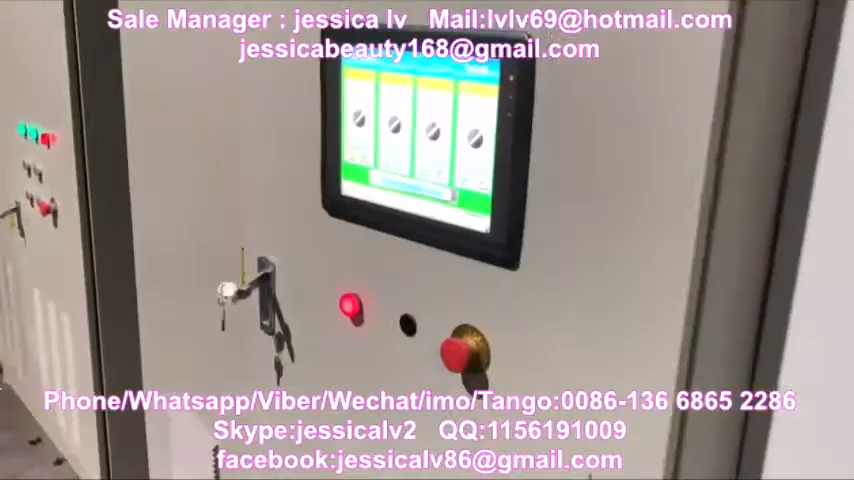 Sale Manager : jessica lv   Mail:lvlv69@hotmail.com
jessicabeauty168@gmail.com
Phone/Whatsapp/Viber/Wechat/imo/Tango:0086-136 6865 2286
Skype:jessicalv2   QQ:1156191009
facebook:jessicalv86@gmail.com